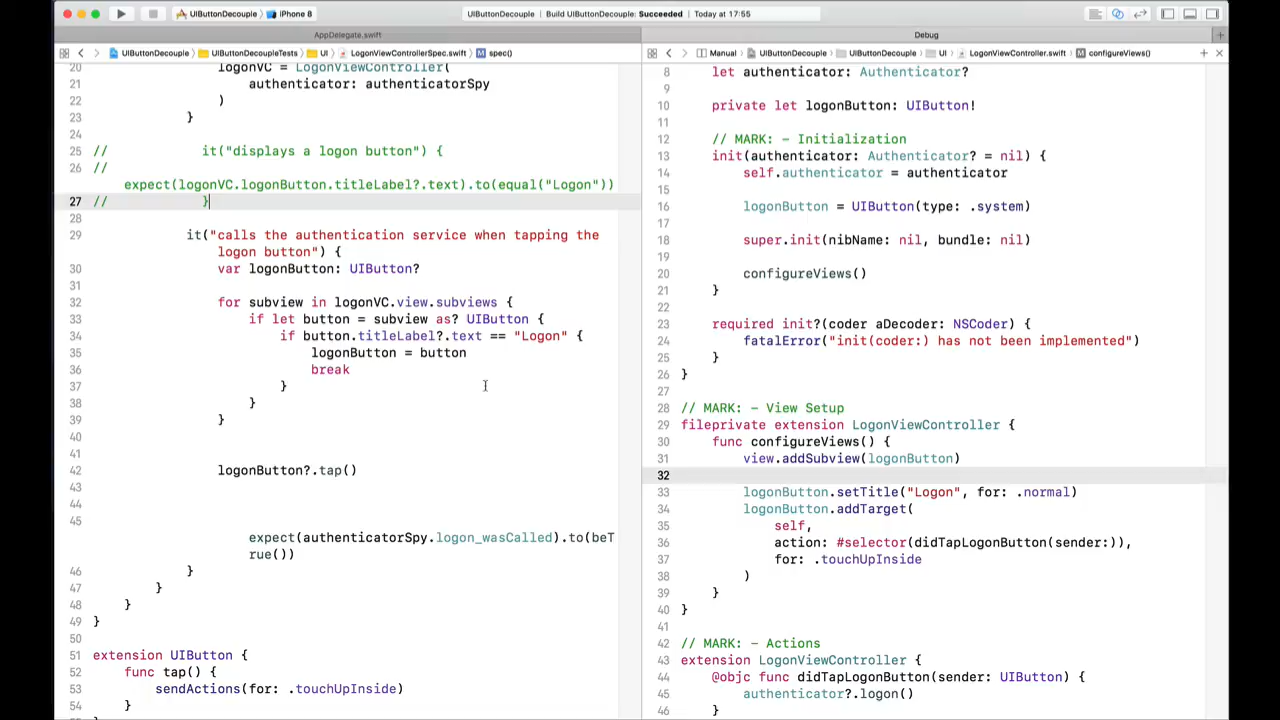 UIButtonDecouple
iPhone 8
UIButtonDecouple | Build UIButtonDecouple: Succeeded | Today at 17:55
AppDelegate.swift
Debug
UIButtonDecouple
UIButtonDecoupleTests
UI
LogonViewControllerSpec.swift
spec()
Manual
UIButtonDecouple
UIButtonDecouple
UI
LogonViewController.swift
configureViews()
20 logonVC = LogonViewController(
21 authenticator: authenticatorSpy
22 )
23 }
24
25 // it("displays a logon button") {
26 //
expect(logonVC.logonButton.titleLabel?.text).to(equal("Logon"))
27 // }
28
29 it("calls the authentication service when tapping the
logon button") {
30 var logonButton: UIButton?
31
32 for subview in logonVC.view.subviews {
33 if let button = subview as? UIButton {
34 if button.titleLabel?.text == "Logon" {
35 logonButton = button
36 break
37 }
38 }
39 }
40
41
42 logonButton?.tap()
43
44
45
expect(authenticatorSpy.logon_wasCalled).to(beT
rue())
46 }
47 }
48 }
49 }
50
51 extension UIButton {
52 func tap() {
53 sendActions(for: .touchUpInside)
54 }
8 let authenticator: Authenticator?
9
10 private let logonButton: UIButton!
11
12 // MARK: - Initialization
13 init(authenticator: Authenticator? = nil) {
14 self.authenticator = authenticator
15
16 logonButton = UIButton(type: .system)
17
18 super.init(nibName: nil, bundle: nil)
19
20 configureViews()
21 }
22
23 required init?(coder aDecoder: NSCoder) {
24 fatalError("init(coder:) has not been implemented")
25 }
26 }
27
28 // MARK: - View Setup
29 fileprivate extension LogonViewController {
30 func configureViews() {
31 view.addSubview(logonButton)
32
33 logonButton.setTitle("Logon", for: .normal)
34 logonButton.addTarget(
35 self,
36 action: #selector(didTapLogonButton(sender:)),
37 for: .touchUpInside
38 )
39 }
40 }
41
42 // MARK: - Actions
43 extension LogonViewController {
44 @objc func didTapLogonButton(sender: UIButton) {
45 authenticator?.logon()
46 }